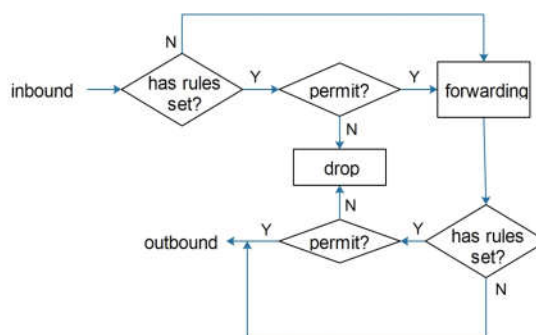 N
inbound
has rules
set?
Y
permit?
Y
forwarding
N
drop
N
outbound
Y
permit?
Y
has rules
set?
N